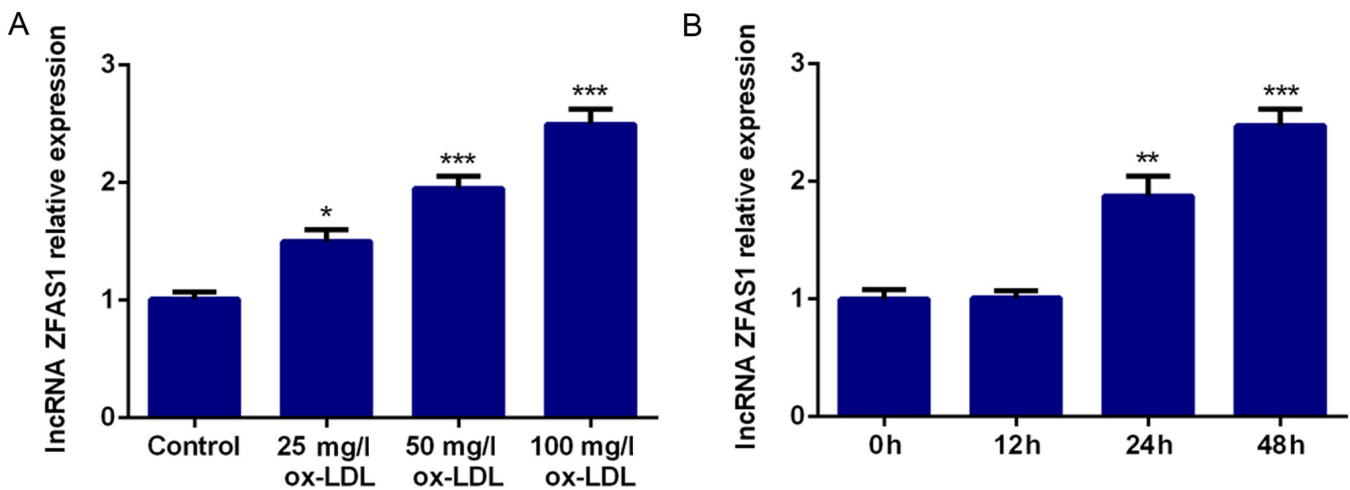 A
lncRNA ZFAS1 relative expression
3
2
1
0
*
***
***
Control
25 mg/l
ox-LDL
50 mg/l
ox-LDL
100 mg/l
ox-LDL
B
lncRNA ZFAS1 relative expression
3
2
1
0
**
***
0h
12h
24h
48h